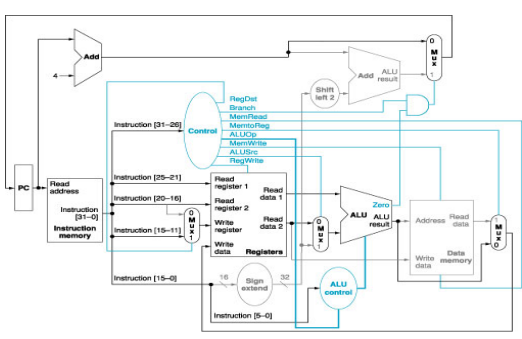 Add
4
0
M
u
x
1
Add ALU
result
Shift
left 2
RegDst
Branch
MemRead
MemtoReg
ALUOp
MemWrite
ALUSrc
RegWrite
Instruction [31–26]
Control
PC
Read
address
Instruction
[31–0]
Instruction
memory
Instruction [25–21]
Instruction [20–16]
Instruction [15–11]
0
M
u
x
1
Read
register 1
Read
register 2
Write
register
Write
data
Read
data 1
Read
data 2
Registers
0
M
u
x
1
Zero
ALU
ALU
result
Address
Read
data
Data
memory
Write
data
1
M
u
x
0
Instruction [15–0]
16
Sign
extend
32
ALU
control
Instruction [5–0]